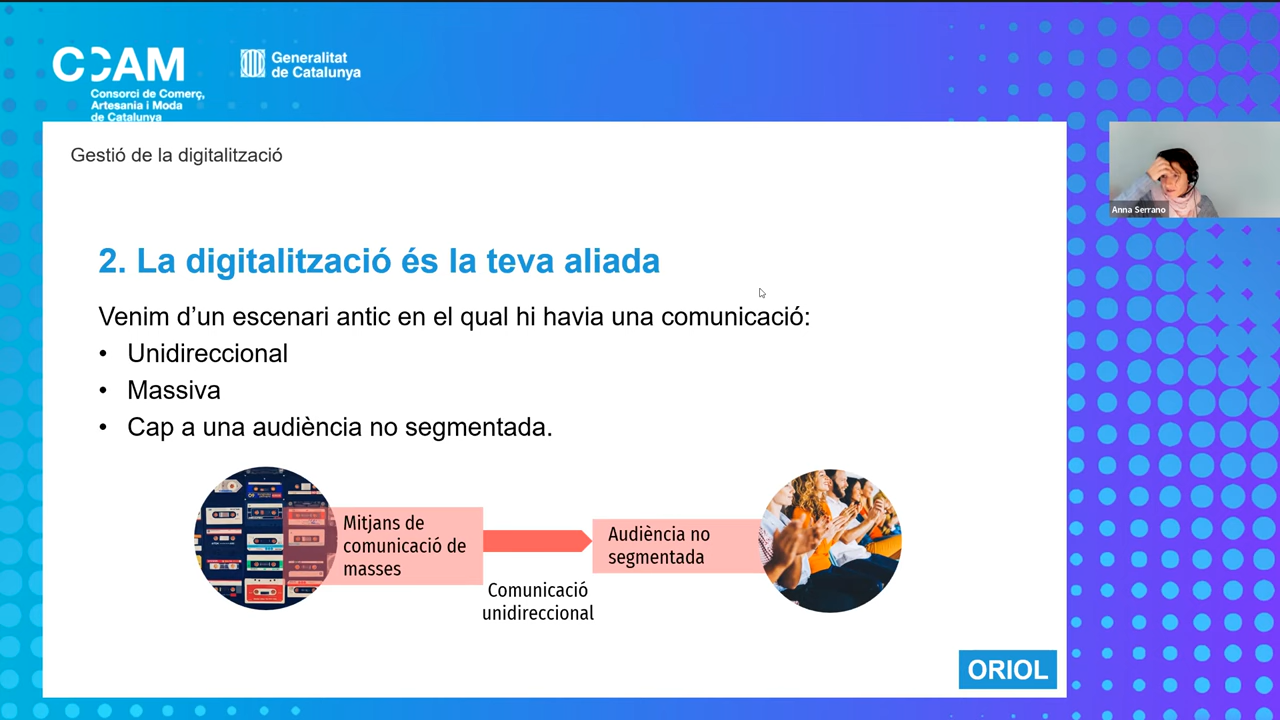 CCAM
Consorci de Comerç,
Artesania i Moda
de Catalunya
Generalitat
de Catalunya
Gestió de la digitalització
Anna Serrano
2. La digitalització és la teva aliada
Venim d’un escenari antic en el qual hi havia una comunicació:
• Unidireccional
• Massiva
• Cap a una audiència no segmentada.
Mitjans de
comunicació de
masses
Comunicació
unidireccional
Audiència no
segmentada
ORIOL